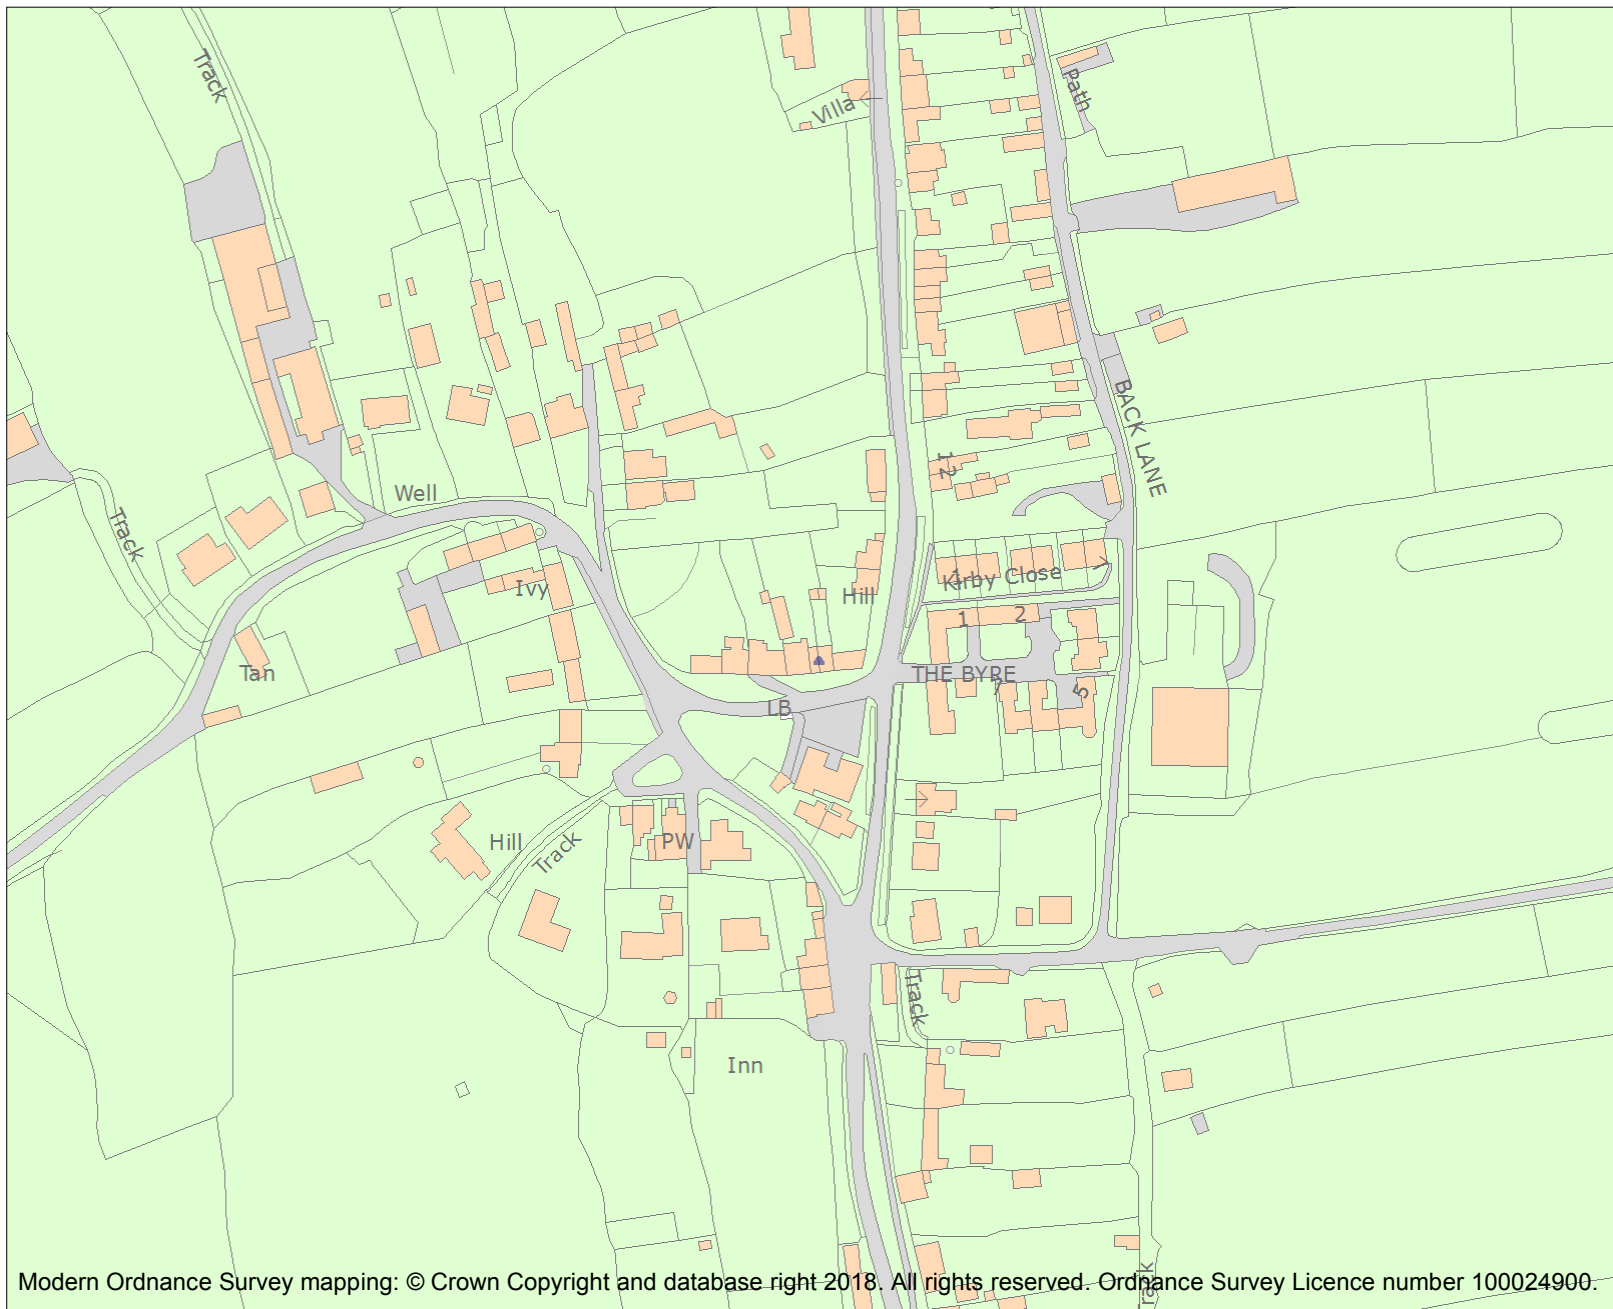 Track
Path
Villa
BACK LANE
12
Well
Track
Ivy
Hill
Kirby Close
1
7
1
2
Tan
THE BYRE
7
5
LB
Hill
Track
PW
Track
Inn
Track
Modern Ordnance Survey mapping: © Crown Copyright and database right 2018. All rights reserved. Ordnance Survey Licence number 100024900.